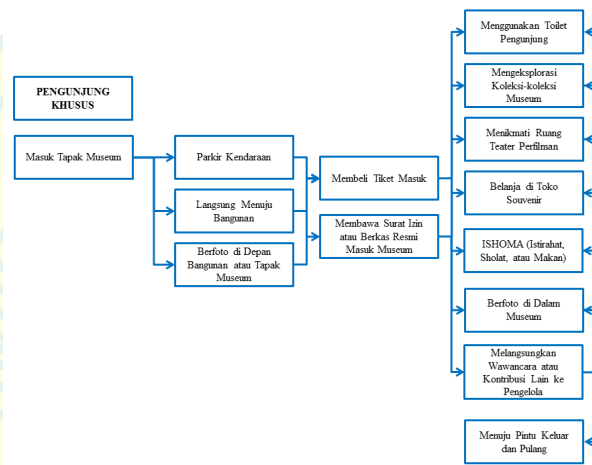 PENGUNJUNG
KHUSUS
Masuk Tapak Museum
Parkir Kendaraan
Langsung Menuju
Bangunan
Berfoto di Depan
Bangunan atau Tapak
Museum
Membeli Tiket Masuk
Membawa Surat Izin
atau Berkas Resmi
Masuk Museum
Menggunakan Toilet
Pengunjung
Mengeksplorasi
Koleksi-koleksi
Museum
Menikmati Ruang
Teater Perfilman
Belanja di Toko
Souvenir
ISHOMA (Istirahat,
Sholat, atau Makan)
Berfoto di Dalam
Museum
Melangsungkan
Wawancara atau
Kontribusi Lain ke
Pengelola
Menuju Pintu Keluar
dan Pulang